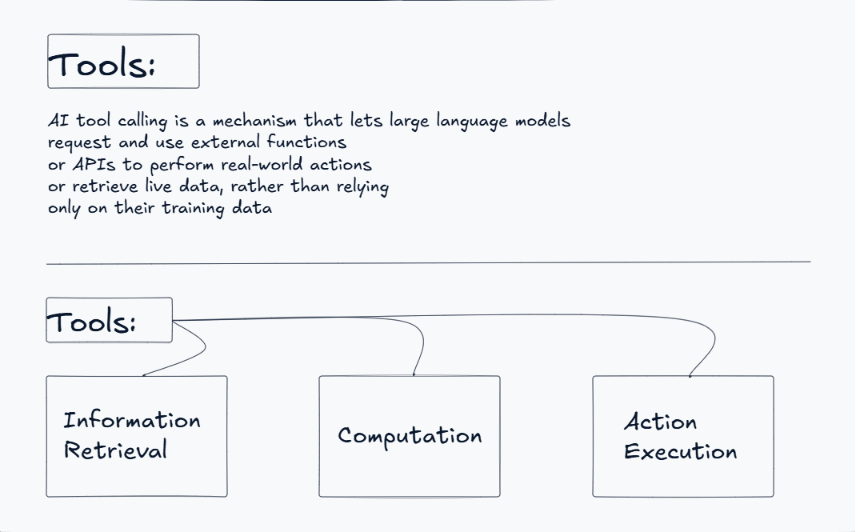 Tools:
AI tool calling is a mechanism that lets large language models
request and use external functions
or APIs to perform real-world actions
or retrieve live data, rather than relying
only on their training data
Tools:
Information
Retrieval
Computation
Action
Execution